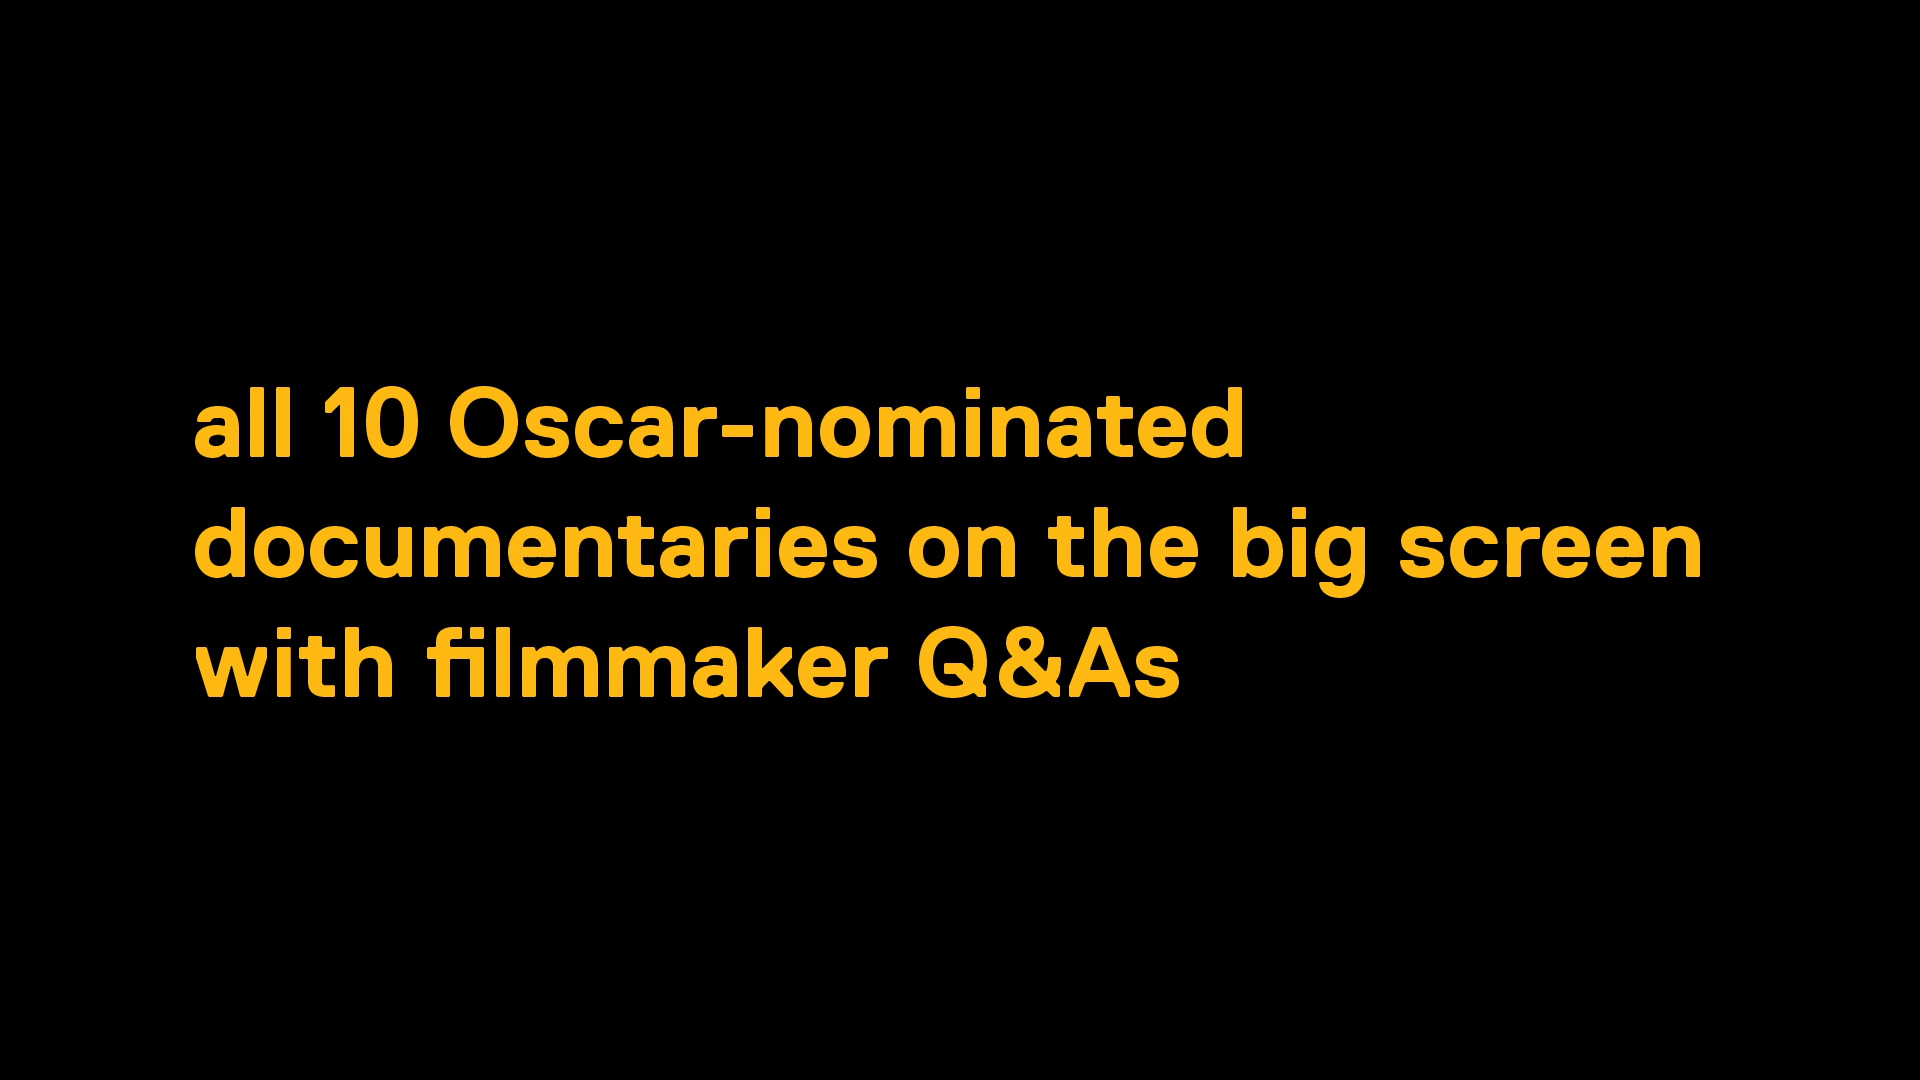 all 10 Oscar-nominated
documentaries on the big screen
with filmmaker Q&As